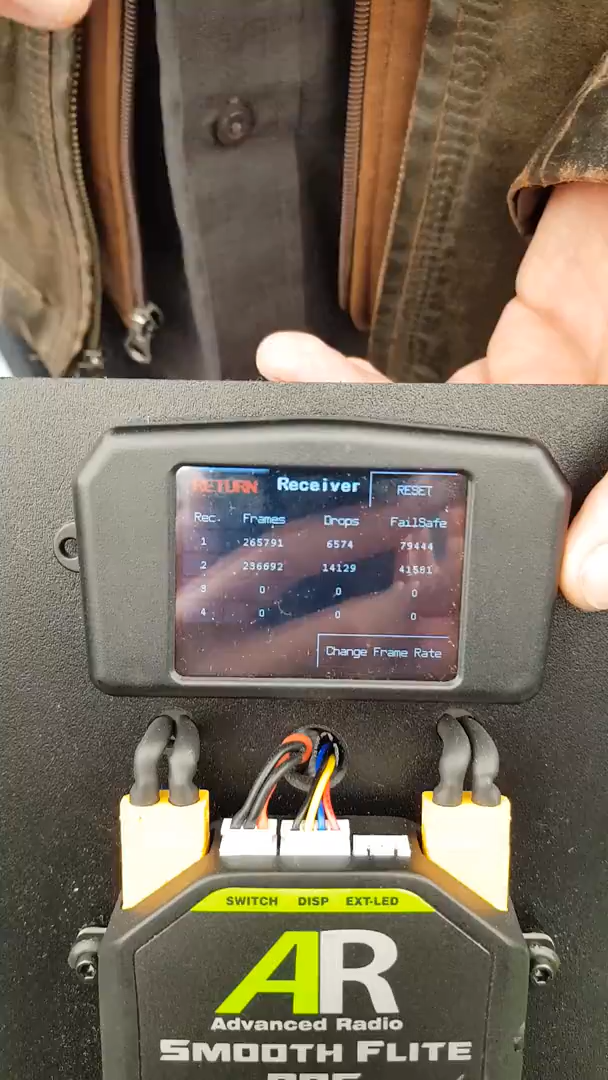 RETURN Receiver RESET
Rec. Frames Drops FailSafe
1 265791 6574 79444
2 236692 14129 41581
3 0 0 0
4 0 0 0
Change Frame Rate
SWITCH DISP EXT-LED
AR
Advanced Radio
SMOOTH FLITE